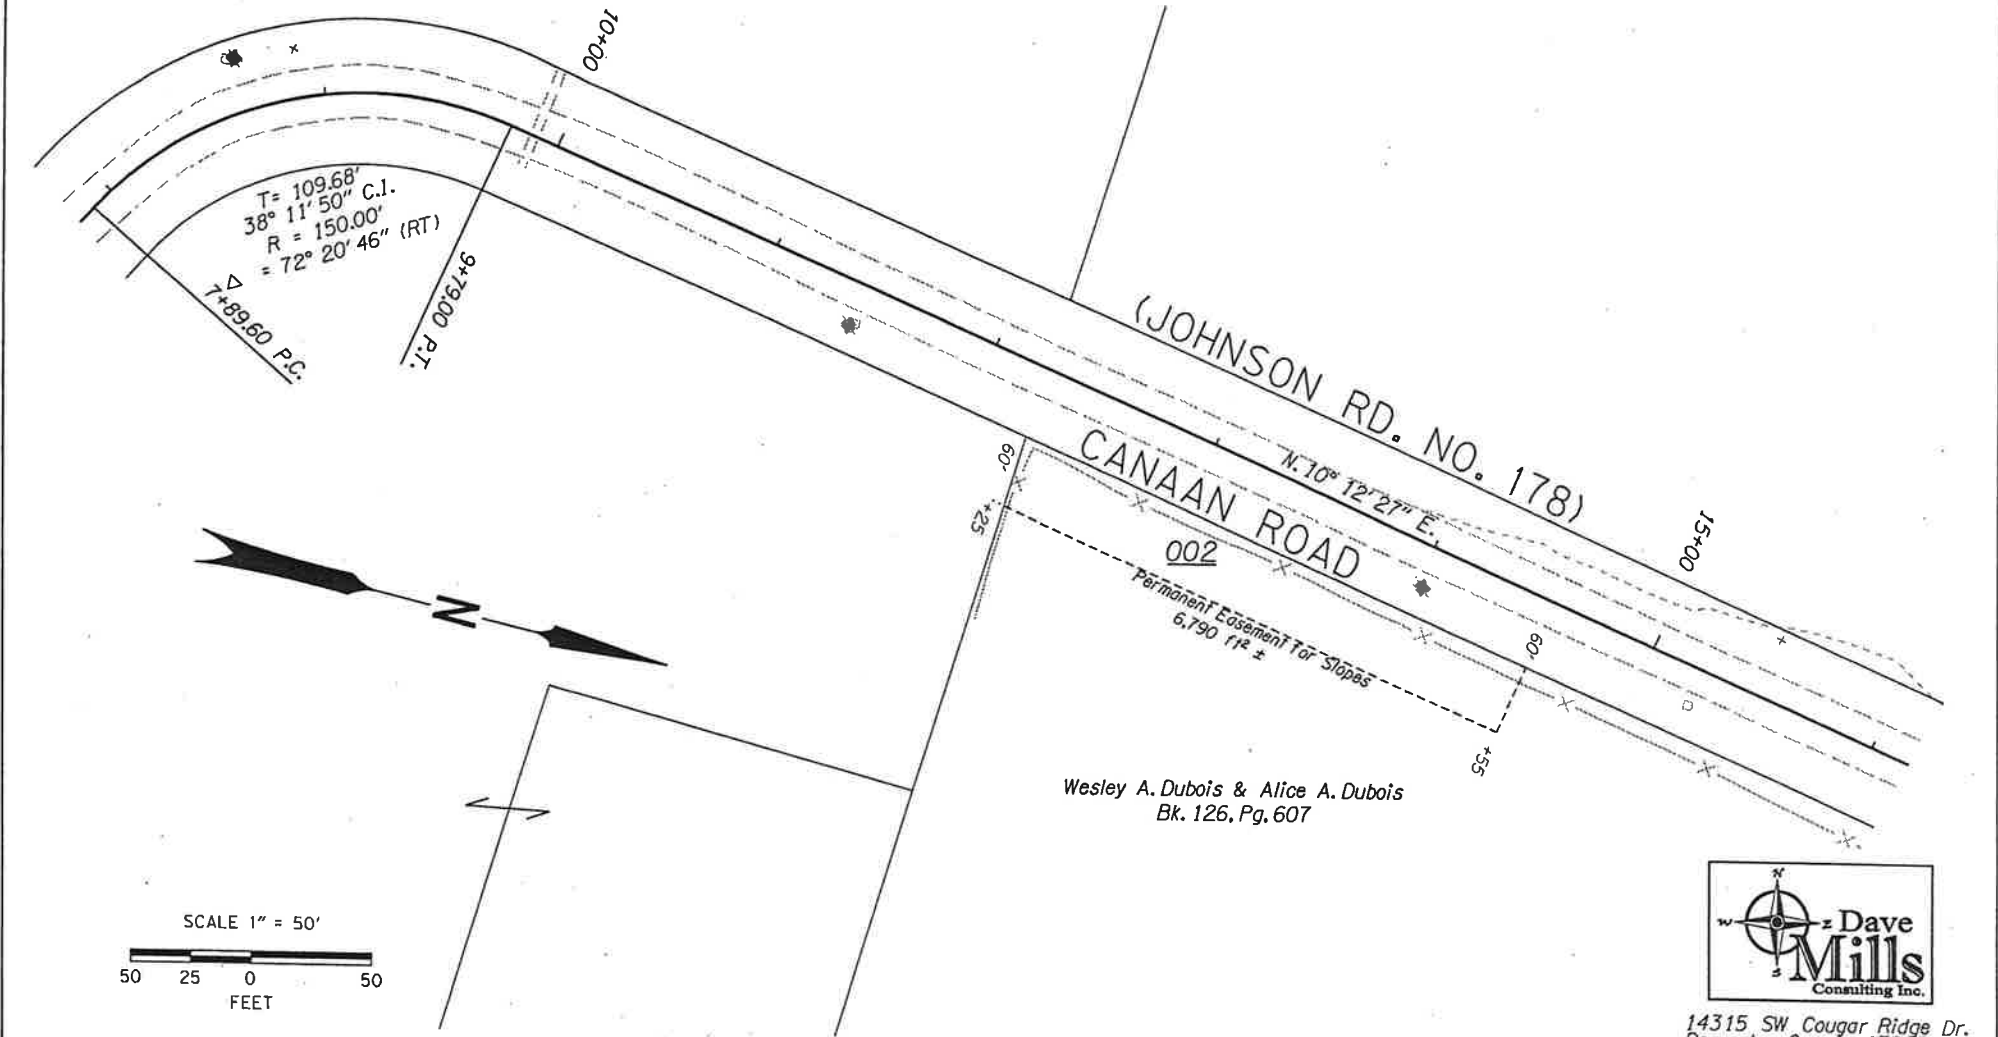 10+00
T= 109.68'
38° 11' 50" C.I.
R = 150.00'
Δ = 72° 20' 46" (RT)
7+89.60 P.C.
9+79.00 P.T.
(JOHNSON RD. NO. 178)
CANAAN ROAD
N. 10° 12' 27" E.
15+00
60'
+25
002
Permanent Easement for Slopes
6,790 ft² ±
60'
+55
N
Wesley A. Dubois & Alice A. Dubois
Bk. 126, Pg. 607
SCALE 1" = 50'
50 25 0 50
FEET
N
W
Z
S
Dave
Mills
Consulting Inc.
14315 SW Cougar Ridge Dr.